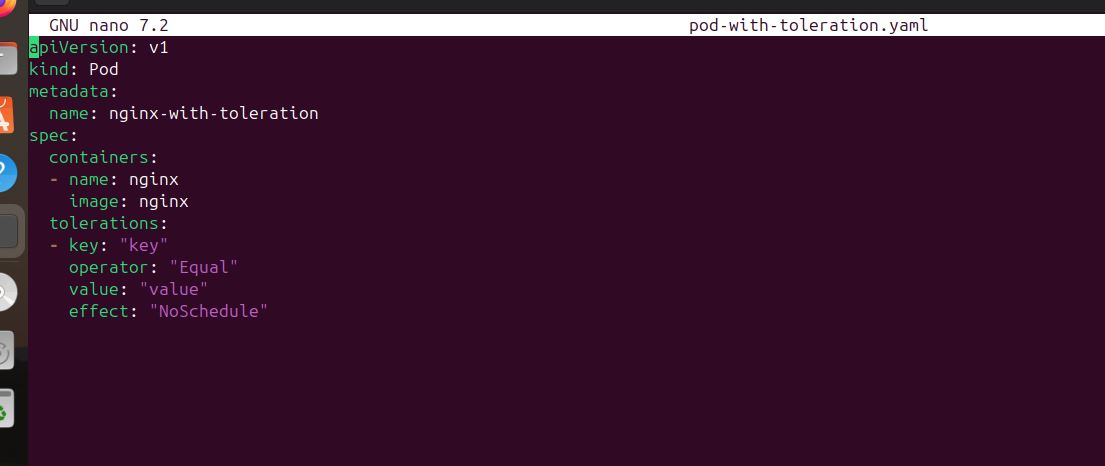 GNU nano 7.2 pod-with-toleration.yaml
apiVersion: v1
kind: Pod
metadata:
  name: nginx-with-toleration
spec:
  containers:
  - name: nginx
    image: nginx
  tolerations:
  - key: "key"
    operator: "Equal"
    value: "value"
    effect: "NoSchedule"